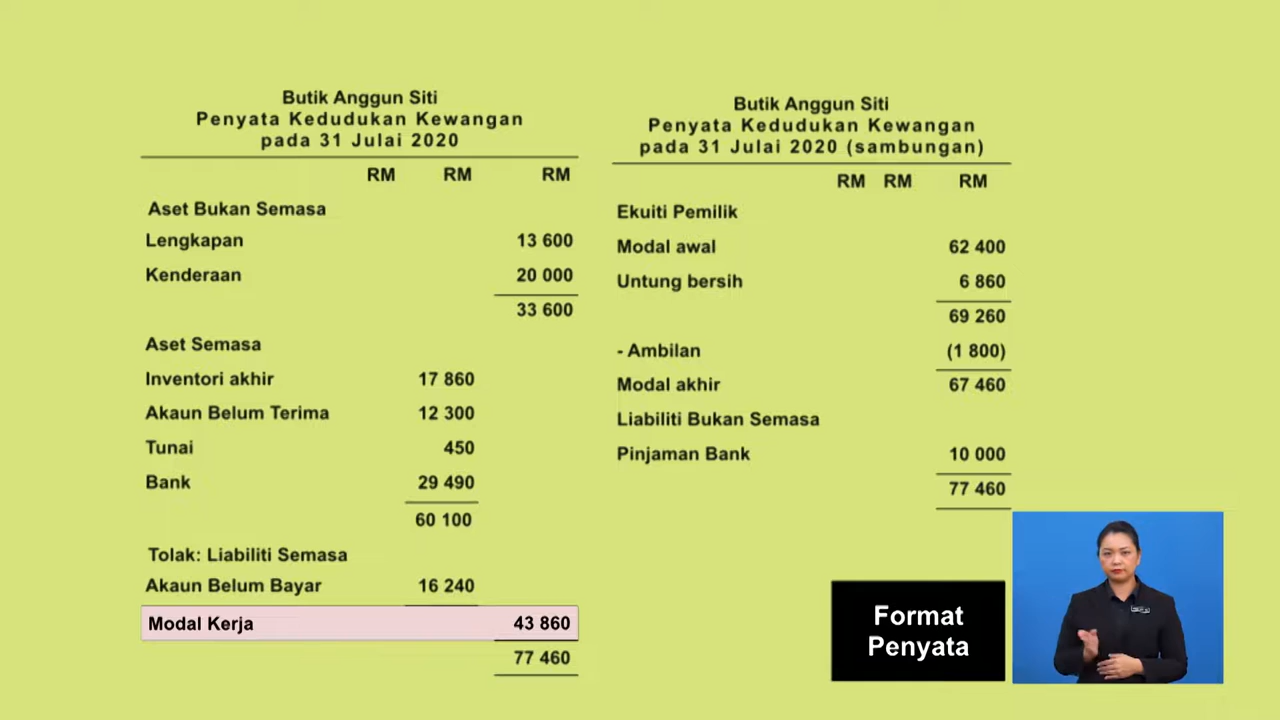 Butik Anggun Siti
Penyata Kedudukan Kewangan
pada 31 Julai 2020
RM RM RM
Aset Bukan Semasa
Lengkapan 13 600
Kenderaan 20 000
33 600
Aset Semasa
Inventori akhir 17 860
Akaun Belum Terima 12 300
Tunai 450
Bank 29 490
60 100
Tolak: Liabiliti Semasa
Akaun Belum Bayar 16 240
Modal Kerja 43 860
77 460
Butik Anggun Siti
Penyata Kedudukan Kewangan
pada 31 Julai 2020 (sambungan)
RM RM RM
Ekuiti Pemilik
Modal awal 62 400
Untung bersih 6 860
69 260
- Ambilan (1 800)
Modal akhir 67 460
Liabiliti Bukan Semasa
Pinjaman Bank 10 000
77 460
Format
Penyata